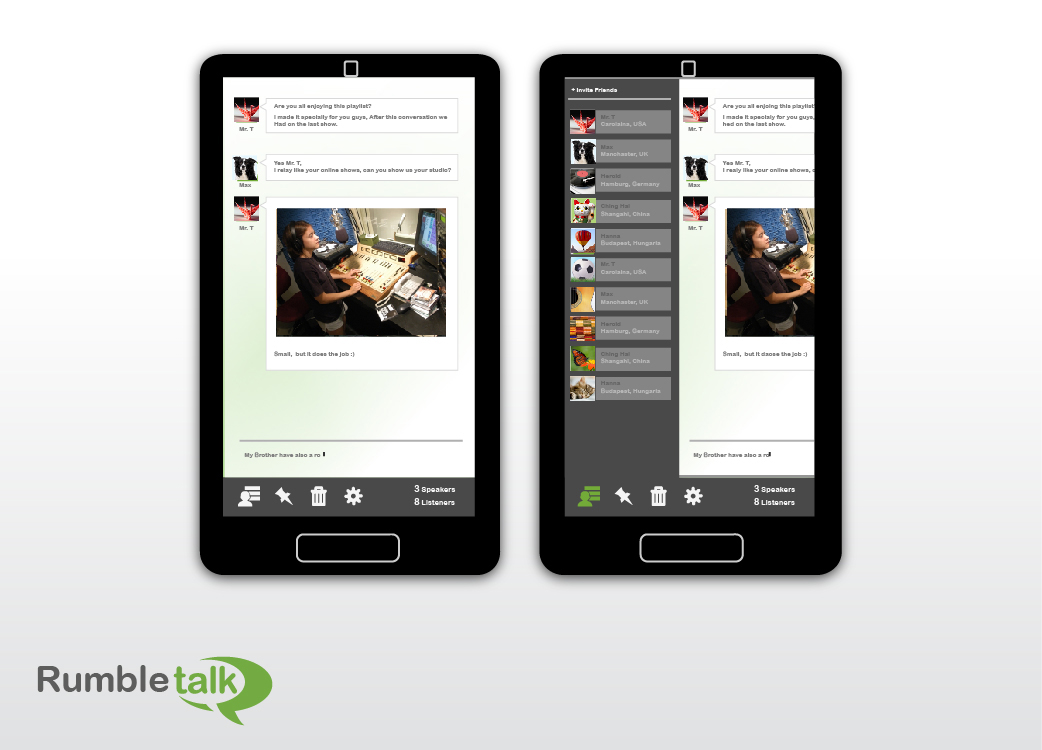 Are you all enjoying this playlist?
I made it specialy for you guys, After this conversation we
Had on the last show.
Mr. T
Yes Mr. T,
I relay like your online shows, can you show us your studio?
Max
Mr. T
Small, but it does the job :)
My Brother have also a ro
3 Speakers
8 Listeners
+ Invite Friends
Mr. T
Carolaina, USA
Max
Manchester, UK
Herold
Hamburg, Germany
Ching Hai
Shangahi, China
Hanna
Budapest, Hungaria
Mr. T
Carolaina, USA
Max
Manchester, UK
Herold
Hamburg, Germany
Ching Hai
Shangahi, China
Hanna
Budapest, Hungaria
Are you all enjoing this playlist
I made it specialy for you guys,
had on the last show.
Mr. T
Yes Mr. T,
I realy like your online shows, c
Max
Mr. T
Small, but it daose the job :)
My Brother have also a ro
3 Speakers
8 Listeners
Rumbletalk